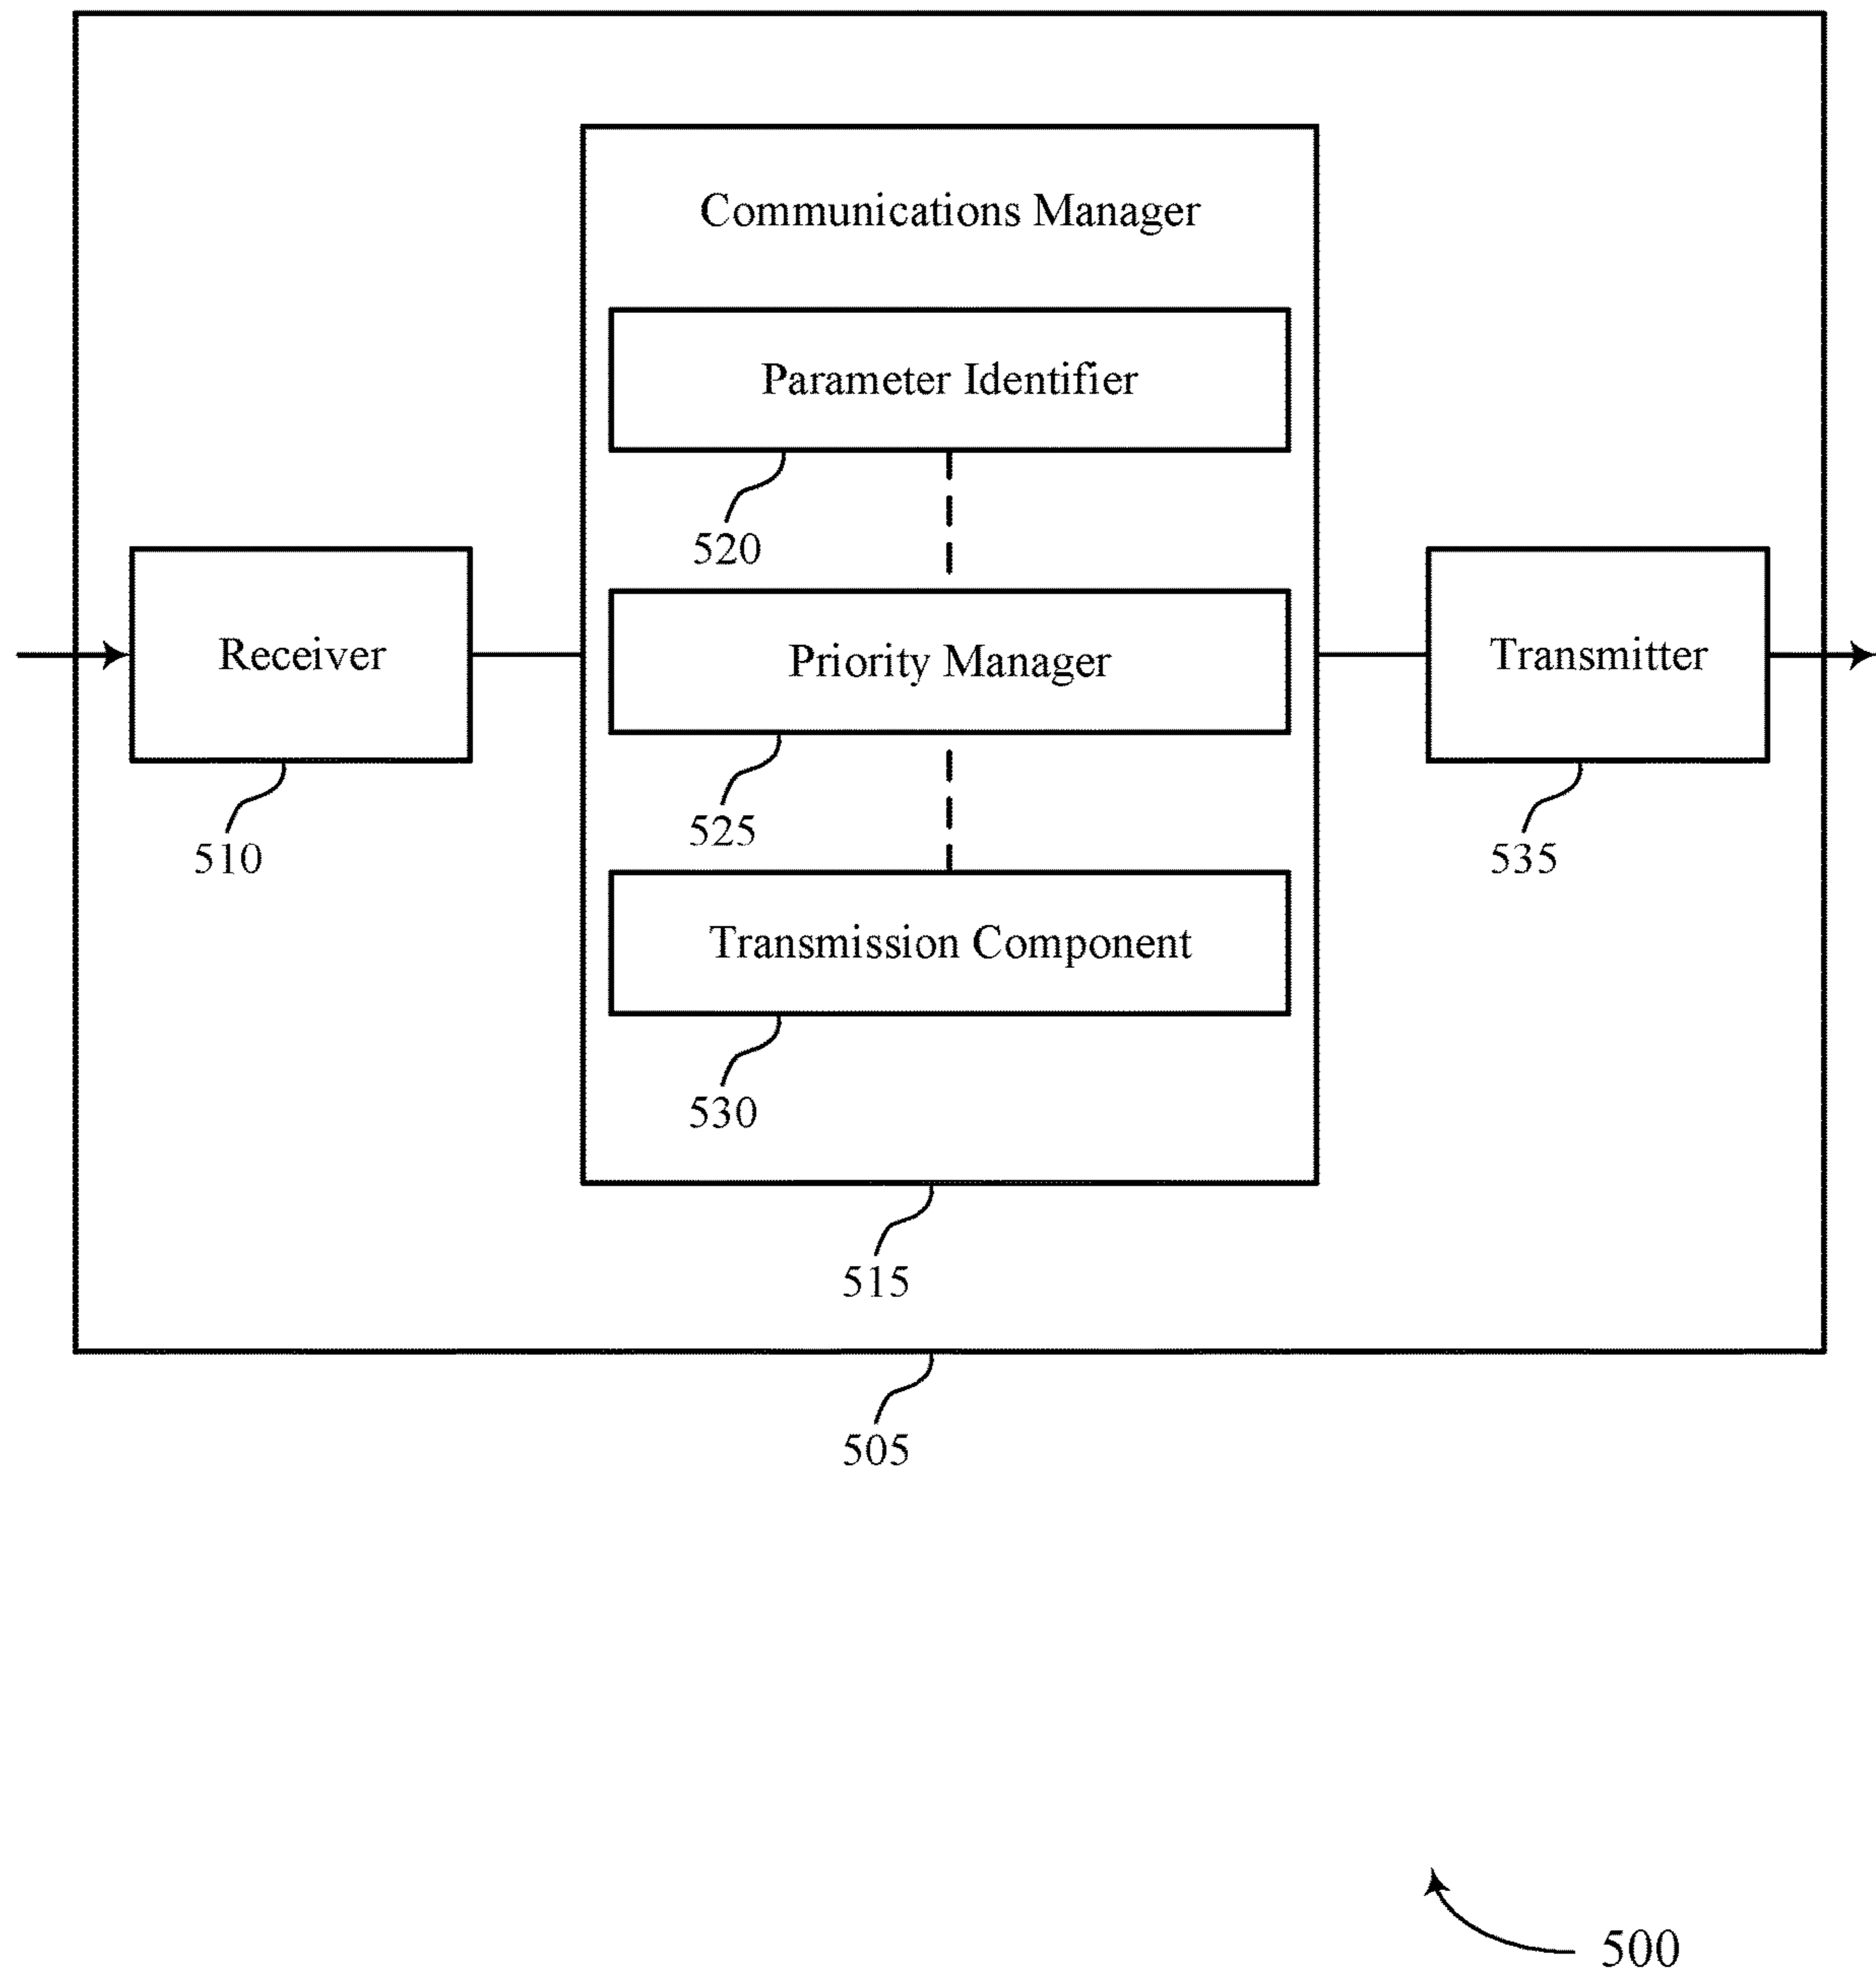 Communications Manager
Parameter Identifier
520
Receiver
Priority Manager
Transmitter
510
525
535
Transmission Component
530
515
505
500